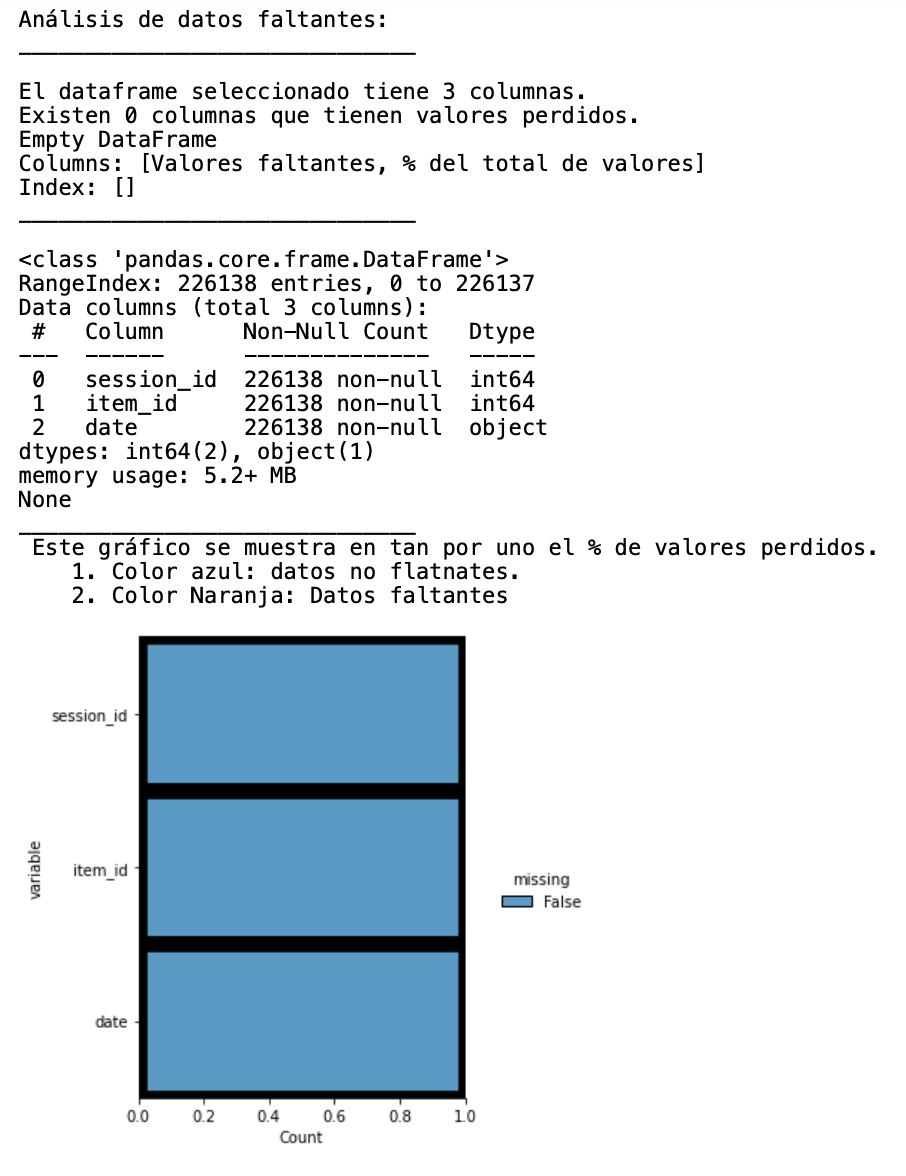 Análisis de datos faltantes:
______________________________
El dataframe seleccionado tiene 3 columnas.
Existen 0 columnas que tienen valores perdidos.
Empty DataFrame
Columns: [Valores faltantes, % del total de valores]
Index: []
______________________________
<class 'pandas.core.frame.DataFrame'>
RangeIndex: 226138 entries, 0 to 226137
Data columns (total 3 columns):
 #   Column      Non-Null Count   Dtype
---  ------      --------------   -----
 0   session_id  226138 non-null  int64
 1   item_id     226138 non-null  int64
 2   date        226138 non-null  object
dtypes: int64(2), object(1)
memory usage: 5.2+ MB
None
______________________________
 Este gráfico se muestra en tan por uno el % de valores perdidos.
    1. Color azul: datos no flatnates.
    2. Color Naranja: Datos faltantes
session_id
item_id
date
variable
missing
False
0.0 0.2 0.4 0.6 0.8 1.0
Count